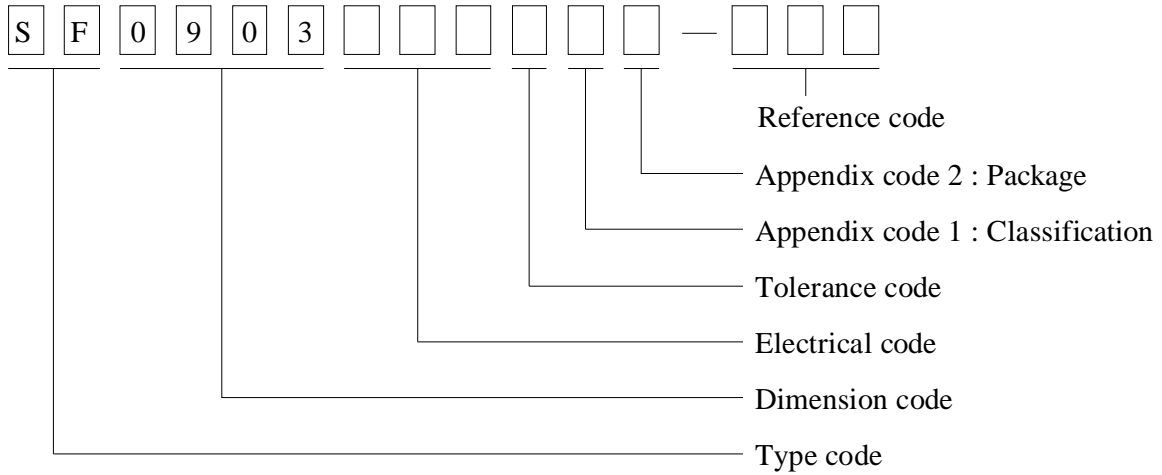 S F 0 9 0 3 —
Reference code
Appendix code 2 : Package
Appendix code 1 : Classification
Tolerance code
Electrical code
Dimension code
Type code